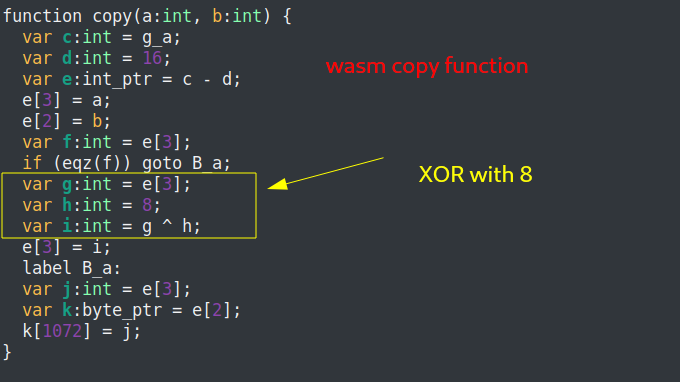 function copy(a:int, b:int) {
var c:int = g_a;
var d:int = 16;
wasm copy function
var e:int_ptr = c - d;
e[3] = a;
e[2] = b;
var f:int = e[3];
if (eqz(f)) goto B_a;
var g:int = e[3];
XOR with 8
var h:int = 8;
var i:int = g ^ h;
e[3] = i;
label B_a:
var j:int = e[3];
var k:byte_ptr = e[2];
k[1072] = j;
}